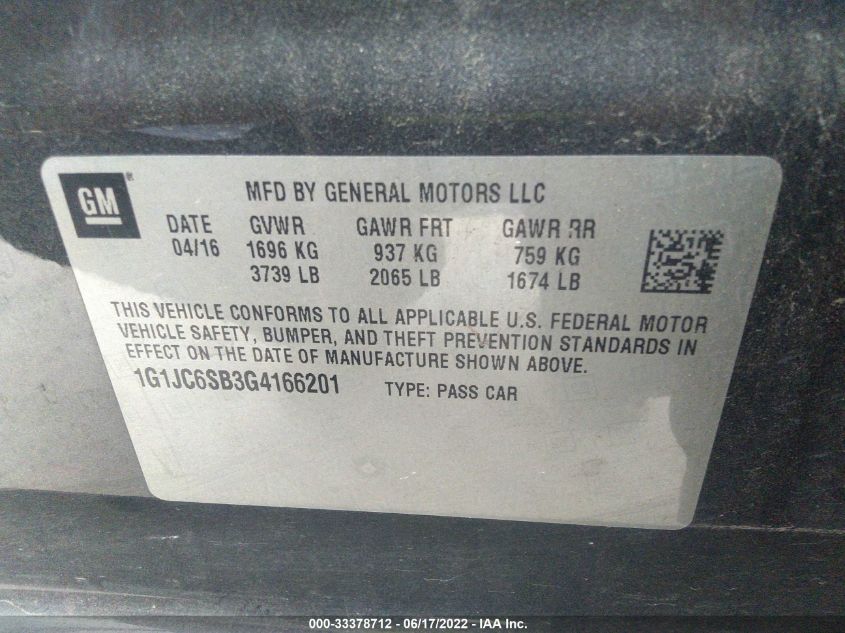 GM®
MFD BY GENERAL MOTORS LLC
DATE GVWR GAWR FRT GAWR RR
04/16 1696 KG 937 KG 759 KG
3739 LB 2065 LB 1674 LB
THIS VEHICLE CONFORMS TO ALL APPLICABLE U.S. FEDERAL MOTOR
VEHICLE SAFETY, BUMPER, AND THEFT PREVENTION STANDARDS IN
EFFECT ON THE DATE OF MANUFACTURE SHOWN ABOVE.
1G1JC6SB3G4166201 TYPE: PASS CAR
000-33378712 - 06/17/2022 - IAA Inc.